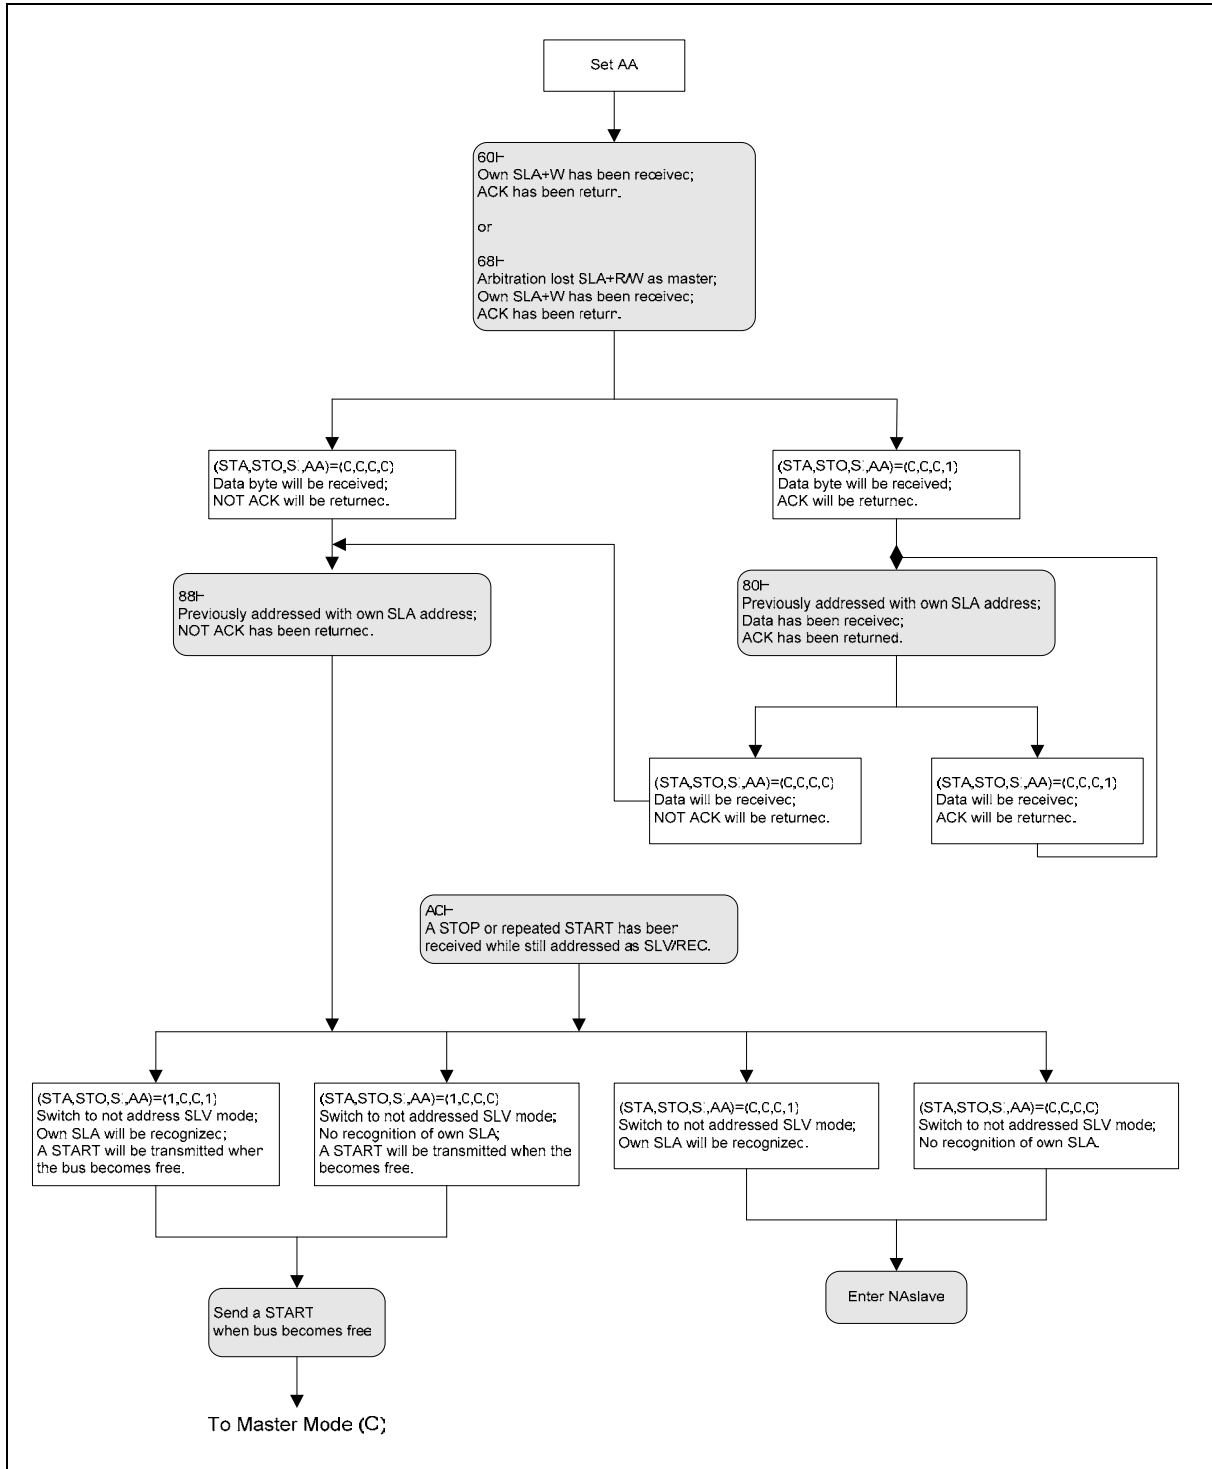 Set AA
60H
Own SLA+W has been received;
ACK has been return.
or
68H
Arbitration lost SLA+R/W as master;
Own SLA+W has been received;
ACK has been return.
(STA,STO,SI,AA)=(0,0,0,0)
Data byte will be received;
NOT ACK will be returned.
(STA,STO,SI,AA)=(0,0,0,1)
Data byte will be received;
ACK will be returned.
88H
Previously addressed with own SLA address;
NOT ACK has been returned.
80H
Previously addressed with own SLA address;
Data has been received;
ACK has been returned.
(STA,STO,SI,AA)=(0,0,0,0)
Data will be received;
NOT ACK will be returned.
(STA,STO,SI,AA)=(0,0,0,1)
Data will be received;
ACK will be returned.
A0H
A STOP or repeated START has been
received while still addressed as SLV/REC.
(STA,STO,SI,AA)=(1,0,0,1)
Switch to not address SLV mode;
Own SLA will be recognized;
A START will be transmitted when
the bus becomes free.
(STA,STO,SI,AA)=(1,0,0,0)
Switch to not addressed SLV mode;
No recognition of own SLA;
A START will be transmitted when the
becomes free.
(STA,STO,SI,AA)=(0,0,0,1)
Switch to not addressed SLV mode;
Own SLA will be recognized.
(STA,STO,SI,AA)=(0,0,0,0)
Switch to not addressed SLV mode;
No recognition of own SLA.
Send a START
when bus becomes free
Enter NAslave
To Master Mode (C)